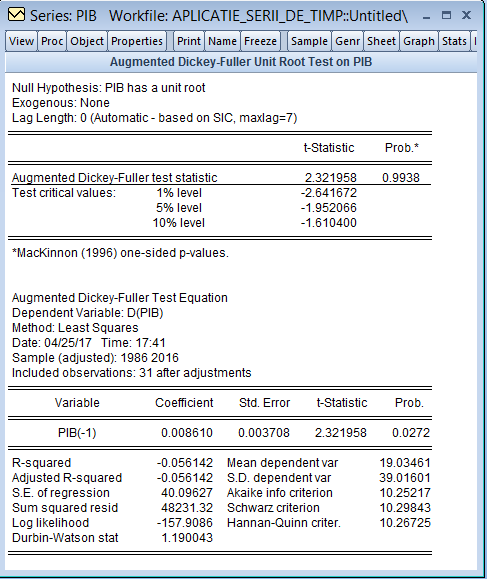 Series: PIB Workfile: APLICATIE_SERII_DE_TIMP::Untitled\
View Proc Object Properties Print Name Freeze Sample Genr Sheet Graph Stats
Augmented Dickey-Fuller Unit Root Test on PIB
Null Hypothesis: PIB has a unit root
Exogenous: None
Lag Length: 0 (Automatic - based on SIC, maxlag=7)
t-Statistic Prob.*
Augmented Dickey-Fuller test statistic 2.321958 0.9938
Test critical values: 1% level -2.641672
5% level -1.952066
10% level -1.610400
*MacKinnon (1996) one-sided p-values.
Augmented Dickey-Fuller Test Equation
Dependent Variable: D(PIB)
Method: Least Squares
Date: 04/25/17 Time: 17:41
Sample (adjusted): 1986 2016
Included observations: 31 after adjustments
Variable Coefficient Std. Error t-Statistic Prob.
PIB(-1) 0.008610 0.003708 2.321958 0.0272
R-squared -0.056142 Mean dependent var 19.03461
Adjusted R-squared -0.056142 S.D. dependent var 39.01601
S.E. of regression 40.09627 Akaike info criterion 10.25217
Sum squared resid 48231.32 Schwarz criterion 10.29843
Log likelihood -157.9086 Hannan-Quinn criter. 10.26725
Durbin-Watson stat 1.190043